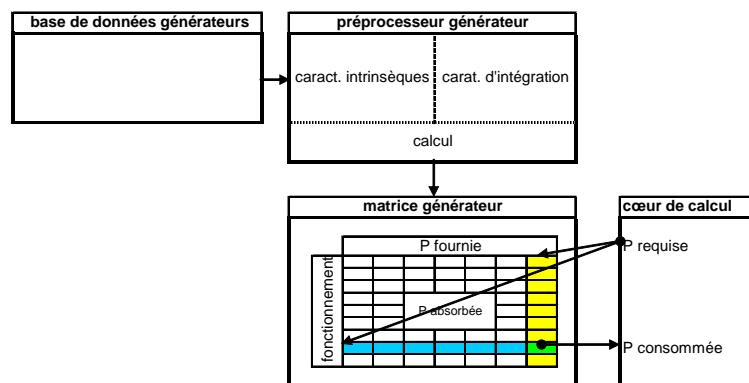 base de données générateurs
préprocesseur générateur
caract. intrinsèques
carat. d'intégration
calcul
matrice générateur
cœur de calcul
P fournie
P requise
fonctionnement
P absorbée
P consommée